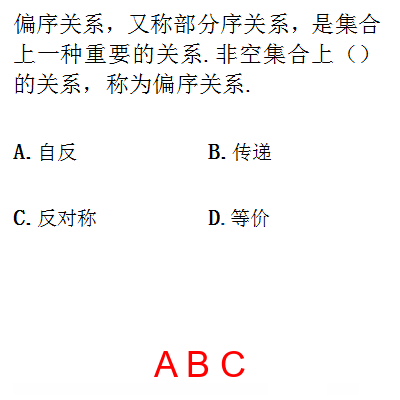 偏序关系，又称部分序关系，是集合
上一种重要的关系.非空集合上（）
的关系，称为偏序关系.
A. 自反 B. 传递
C. 反对称 D. 等价
A B C